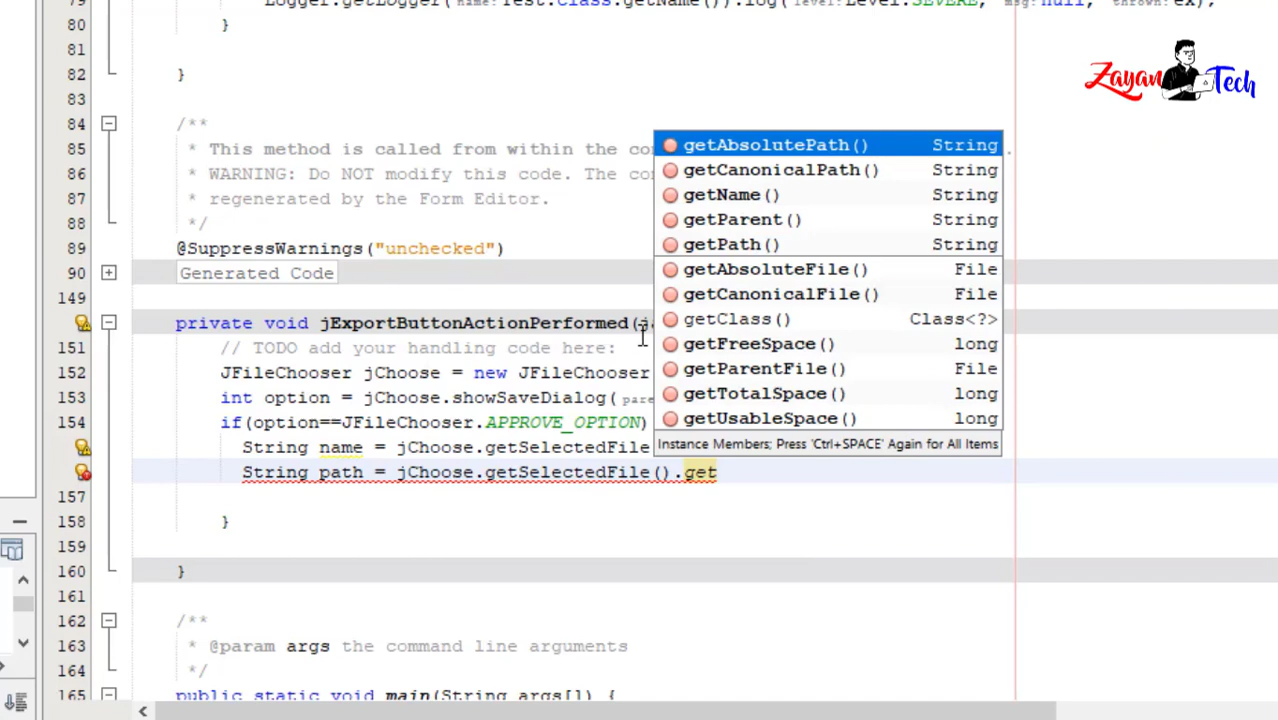 79 Logger.getLogger(name:Test.class.getName()).log(level:Level.SEVERE, msg:null, thrown:ex);
80 }
81
82 }
83
84 /**
85 * This method is called from within the con .
86 * WARNING: Do NOT modify this code. The con
87 * regenerated by the Form Editor.
88 */
89 @SuppressWarnings("unchecked")
90 Generated Code
149
private void jExportButtonActionPerformed(ja
151 // TODO add your handling code here:
152 JFileChooser jChoose = new JFileChooser
153 int option = jChoose.showSaveDialog(pare
154 if(option==JFileChooser.APPROVE_OPTION)
String name = jChoose.getSelectedFile
String path = jChoose.getSelectedFile().get
157
158 }
159
160 }
161
162 /**
163 * @param args the command line arguments
164 */
165 public static void main(String args[]) {
getAbsolutePath() String
getCanonicalPath() String
getName() String
getParent() String
getPath() String
getAbsoluteFile() File
getCanonicalFile() File
getClass() Class<?>
getFreeSpace() long
getParentFile() File
getTotalSpace() long
getUsableSpace() long
Instance Members; Press 'Ctrl+SPACE' Again for All Items
Zayan Tech